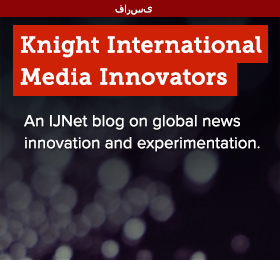 فارسی
Knight International
Media Innovators
An IJNet blog on global news
innovation and experimentation.